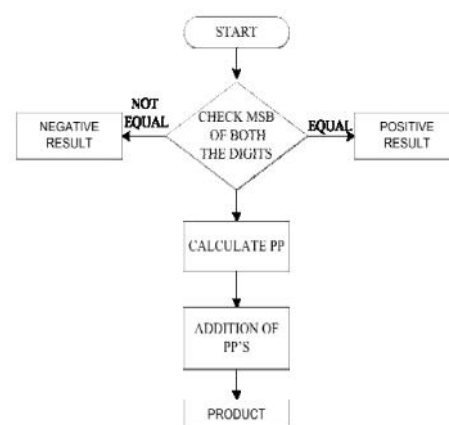 START
NOT
EQUAL
NEGATIVE
RESULT
CHECK MSB
OF BOTH
THE DIGITS
EQUAL
POSITIVE
RESULT
CALCULATE PP
ADDITION OF
PP'S
PRODUCT